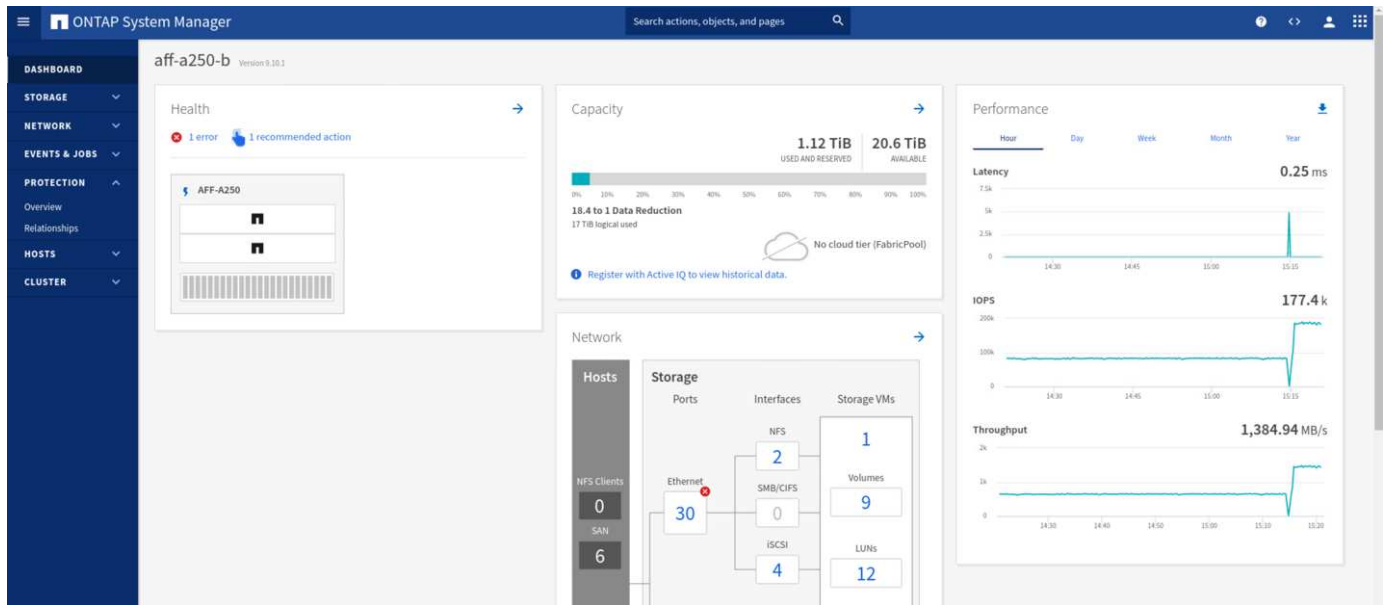 ONTAP System Manager
Search actions, objects, and pages
DASHBOARD
STORAGE
NETWORK
EVENTS & JOBS
PROTECTION
Overview
Relationships
HOSTS
CLUSTER
aff-a250-b Version 9.10.1
Health
1 error 1 recommended action
AFF-A250
Capacity
1.12 TiB 20.6 TiB
USED AND RESERVED AVAILABLE
0% 10% 20% 30% 40% 50% 60% 70% 80% 90% 100%
18.4 to 1 Data Reduction
17 TiB logical used
No cloud tier (FabricPool)
Register with Active IQ to view historical data.
Network
Hosts
NFS Clients
0
SAN
6
Storage
Ports Interfaces Storage VMs
Ethernet
30
NFS
2
SMB/CIFS
0
iSCSI
4
1
Volumes
9
LUNs
12
Performance
Hour Day Week Month Year
Latency 0.25 ms
7.5k
5k
2.5k
0
14:30 14:45 15:00 15:15
IOPS 177.4 k
200k
100k
0
14:30 14:45 15:00 15:15
Throughput 1,384.94 MB/s
2k
1k
0
14:30 14:40 14:50 15:00 15:10 15:20